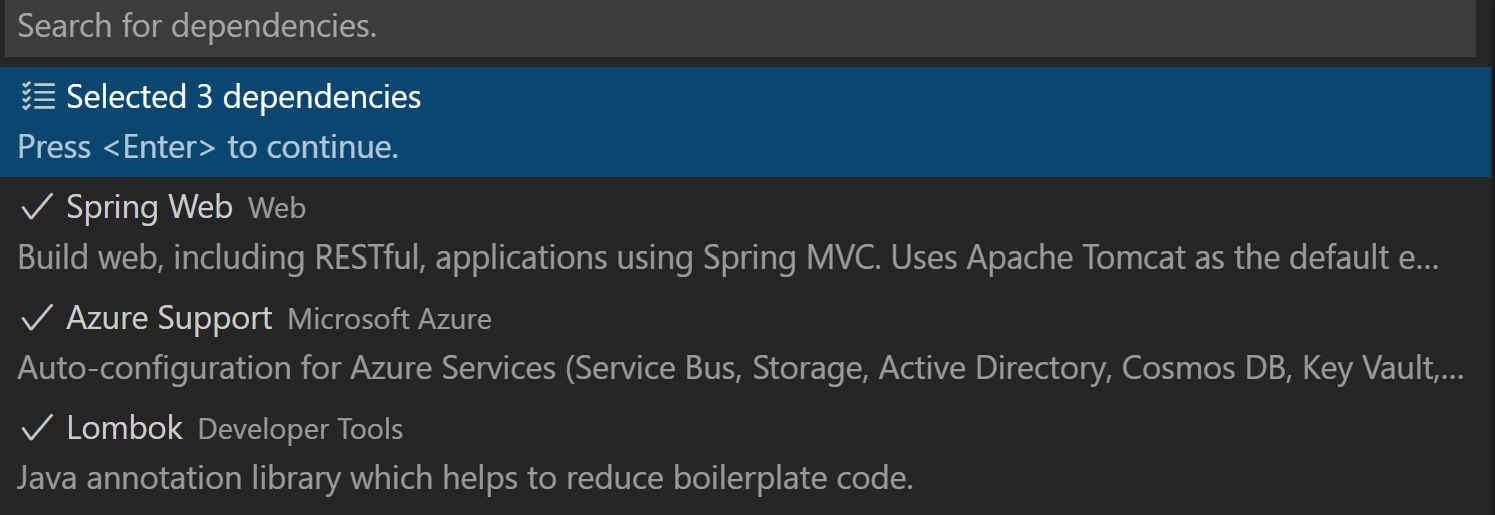 Search for dependencies.
Selected 3 dependencies
Press <Enter> to continue.
Spring Web Web
Build web, including RESTful, applications using Spring MVC. Uses Apache Tomcat as the default e...
Azure Support Microsoft Azure
Auto-configuration for Azure Services (Service Bus, Storage, Active Directory, Cosmos DB, Key Vault,...
Lombok Developer Tools
Java annotation library which helps to reduce boilerplate code.